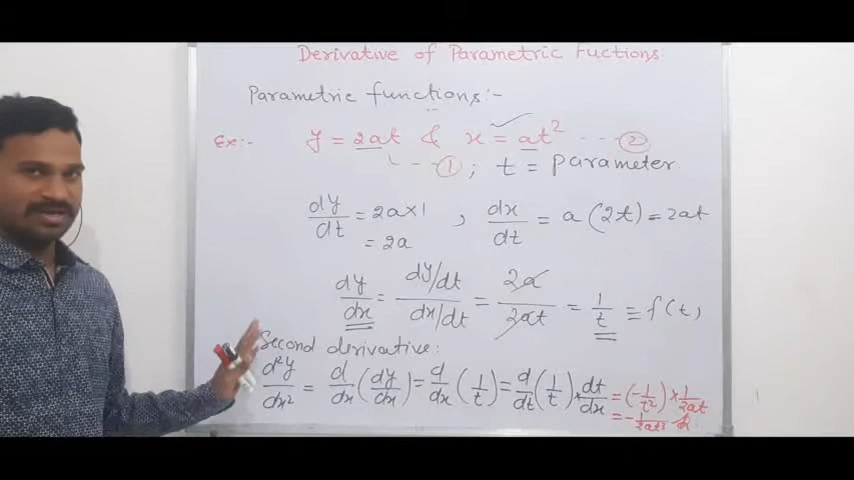 Derivative of Parametric Fuctions:
Parametric functions:-
Ex:- y = 2at & x = at² --- ②
--- ① ; t = parameter.
dy/dt = 2a×1 , dx/dt = a(2t) = 2at
= 2a
dy/dx = (dy/dt)/(dx/dt) = 2a/2at = 1/t ≡ f(t)
Second derivative:
d²y/dx² = d/dx (dy/dx) = d/dx (1/t) = d/dt (1/t) × dt/dx = (-1/t²) × 1/2at
= -1/2at³